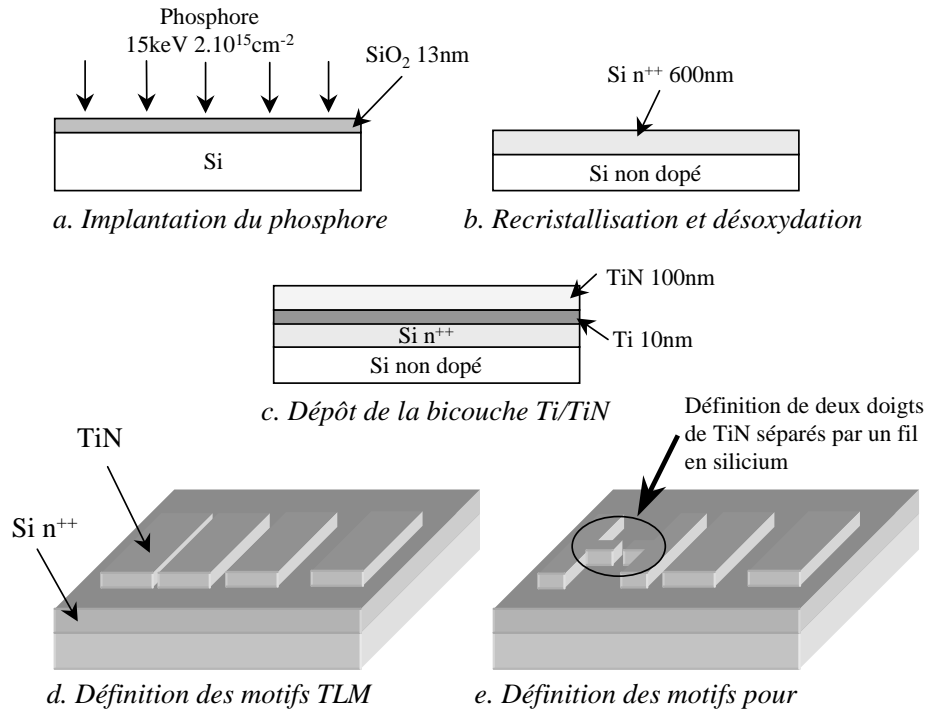 Phosphore
15keV 2.10¹⁵cm⁻²
SiO₂ 13nm
Si
a. Implantation du phosphore
Si n⁺⁺ 600nm
Si non dopé
b. Recristallisation et désoxydation
TiN 100nm
Si n⁺⁺
Ti 10nm
Si non dopé
c. Dépôt de la bicouche Ti/TiN
TiN
Si n⁺⁺
d. Définition des motifs TLM
Définition de deux doigts
de TiN séparés par un fil
en silicium
e. Définition des motifs pour